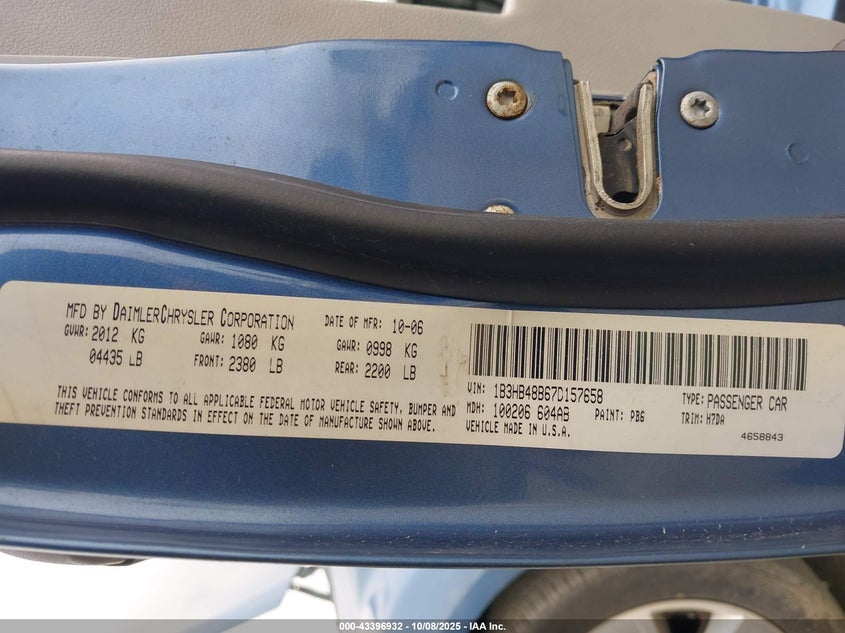 MFD BY DAIMLERCHRYSLER CORPORATION DATE OF MFR: 10-06
GVWR: 2012 KG GAWR: 1080 KG GAWR: 0998 KG
04435 LB FRONT: 2380 LB REAR: 2200 LB
THIS VEHICLE CONFORMS TO ALL APPLICABLE FEDERAL MOTOR VEHICLE SAFETY, BUMPER AND
THEFT PREVENTION STANDARDS IN EFFECT ON THE DATE OF MANUFACTURE SHOWN ABOVE.
VIN: 1B3HB48B67D157658 TYPE: PASSENGER CAR
MDH: 100206 604AB PAINT: PB6 TRIM: H7DA
VEHICLE MADE IN U.S.A. 4658843
000-43396932 - 10/08/2025 - IAA Inc.